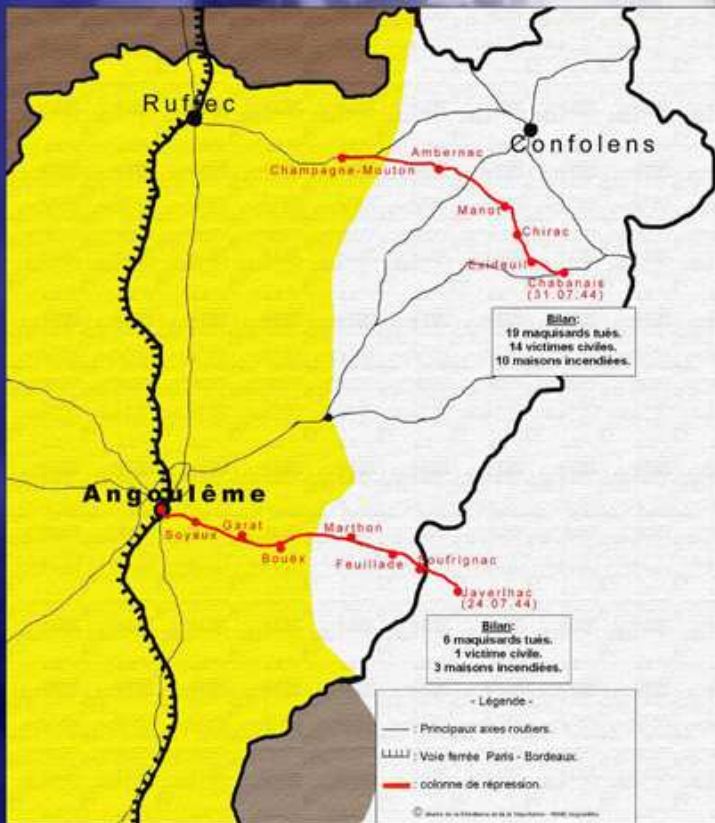 Ruffec
Confolens
Ambernac
Champagne-Mouton
Manot
Chirac
Exideuil
Chabanais
(31.07.44)
Bilan:
19 maquisards tués.
14 victimes civiles.
10 maisons incendiées.
Angoulême
Soyaux
Garat
Bouëx
Marthon
Feuillade
Souffrignac
Javerlhac
(24.07.44)
Bilan:
6 maquisards tués.
1 victime civile.
3 maisons incendiées.
- Légende -
: Principaux axes routiers.
: Voie ferrée Paris - Bordeaux.
: colonne de répression.